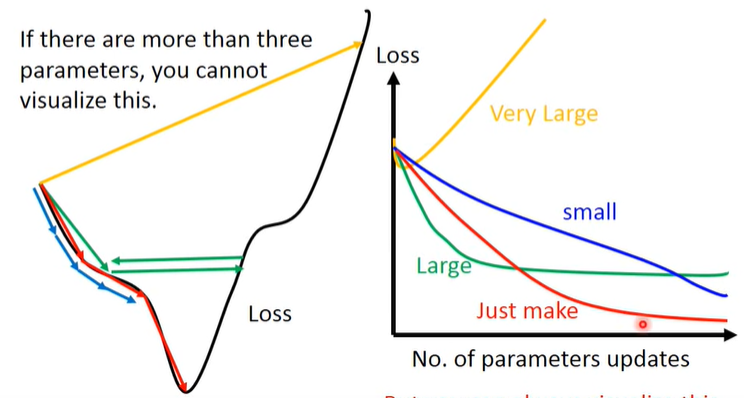 If there are more than three
parameters, you cannot
visualize this.
Loss
Very Large
small
Large
Just make
Loss
No. of parameters updates